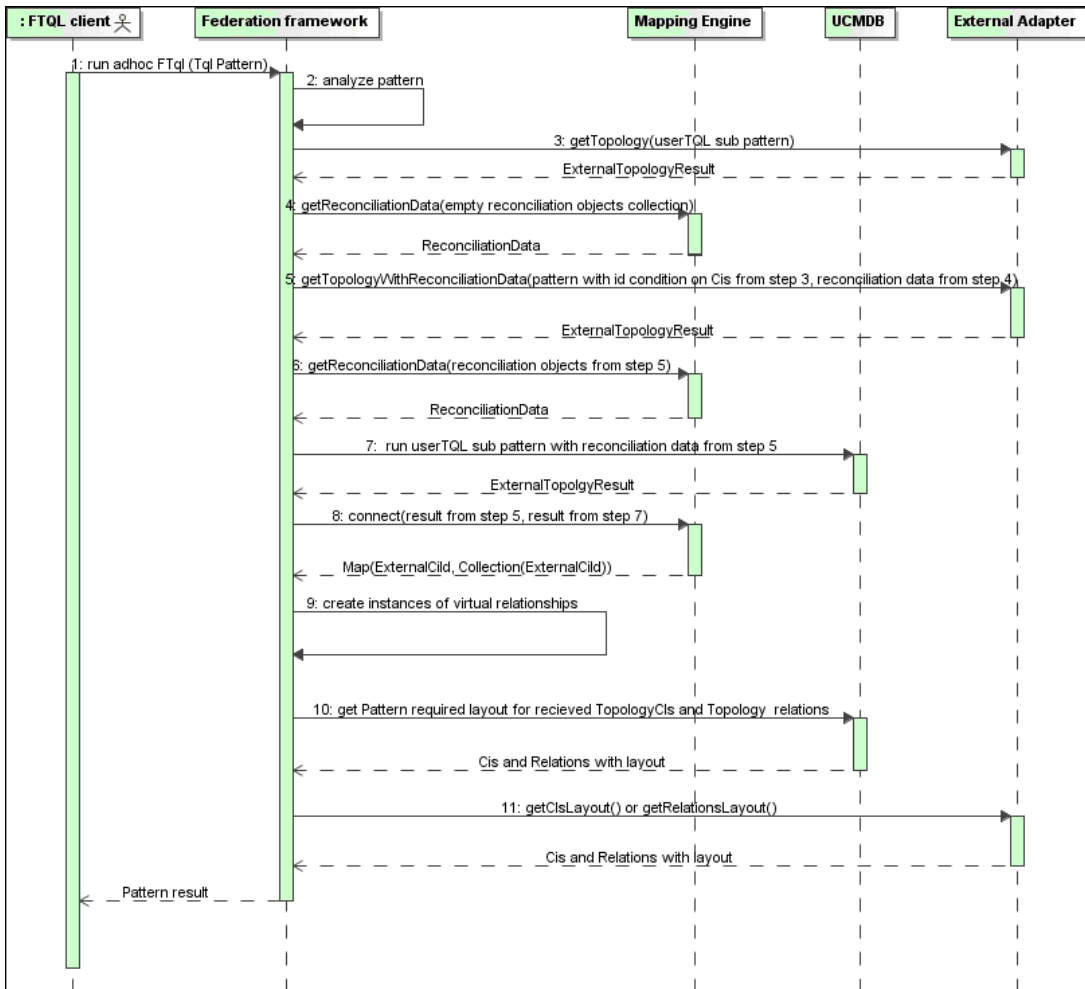 : FTQL client
Federation framework
Mapping Engine
UCMDB
External Adapter
1: run adhoc FTql (Tql Pattern)
2: analyze pattern
3: getTopology(userTQL sub pattern)
ExternalTopologyResult
4: getReconciliationData(empty reconciliation objects collection)
ReconciliationData
5: getTopologyWithReconciliationData(pattern with id condition on Cis from step 3, reconciliation data from step 4)
ExternalTopologyResult
6: getReconciliationData(reconciliation objects from step 5)
ReconciliationData
7: run userTQL sub pattern with reconciliation data from step 5
ExternalTopolgyResult
8: connect(result from step 5, result from step 7)
Map(ExternalCiId, Collection(ExternalCiId))
9: create instances of virtual relationships
10: get Pattern required layout for recieved TopologyCIs and Topology relations
Cis and Relations with layout
11: getCIsLayout() or getRelationsLayout()
Cis and Relations with layout
Pattern result